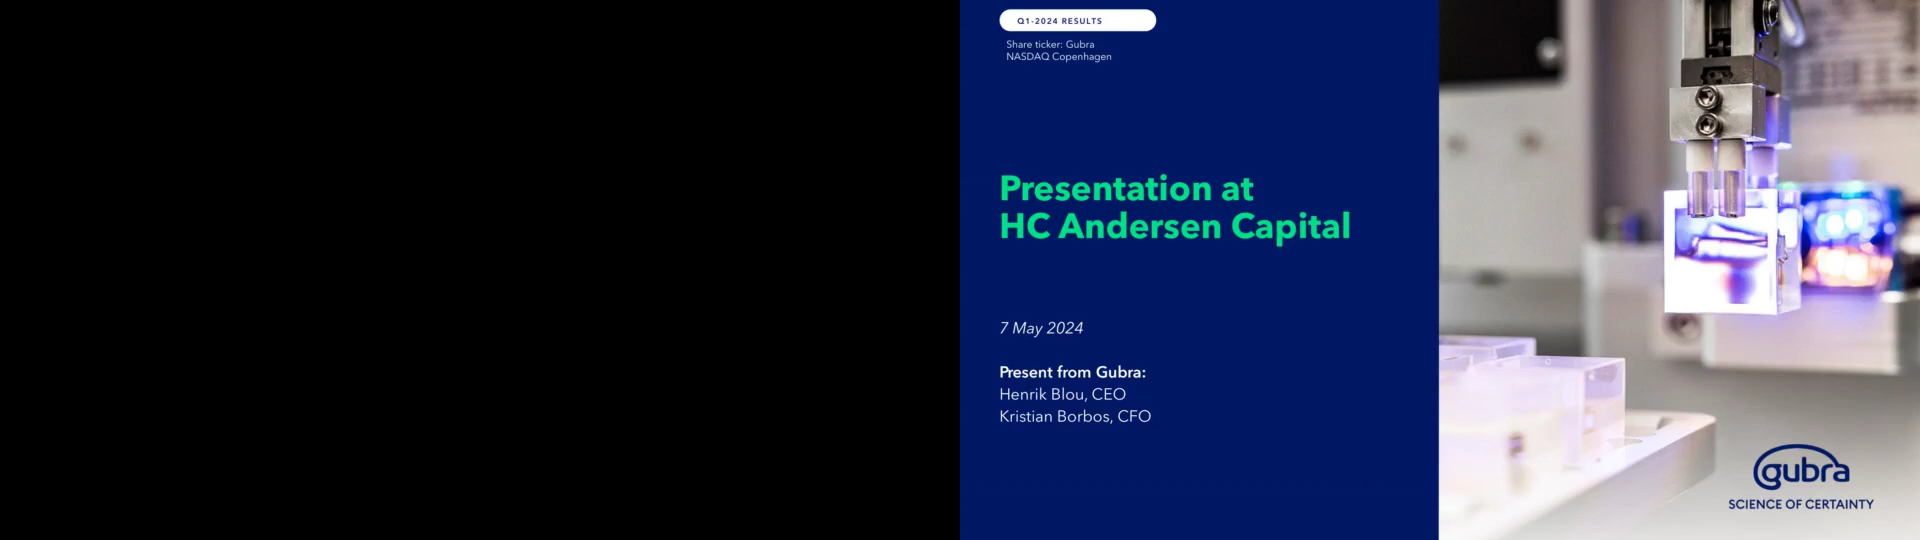 Q1-2024 RESULTS
Share ticker: Gubra
NASDAQ Copenhagen
Presentation at
HC Andersen Capital
7 May 2024
Present from Gubra:
Henrik Blou, CEO
Kristian Borbos, CFO
gubra
SCIENCE OF CERTAINTY